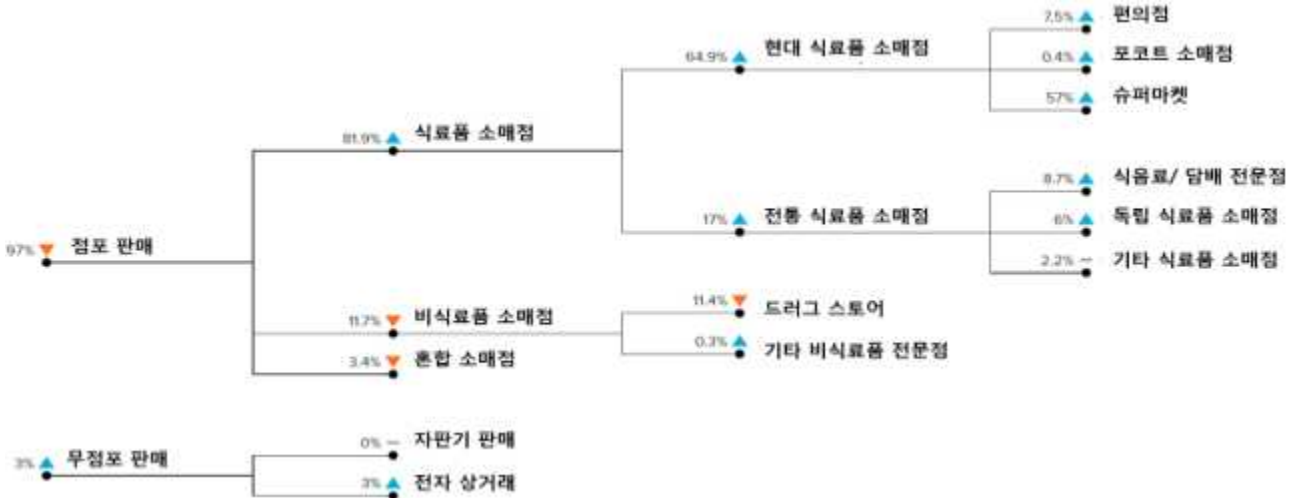 7.5% 편의점
64.9% 현대 식료품 소매점
0.4% 포코트 소매점
57% 슈퍼마켓
81.9% 식료품 소매점
8.7% 식음료/ 담배 전문점
17% 전통 식료품 소매점
6% 독립 식료품 소매점
97% 점포 판매
2.2% 기타 식료품 소매점
11.7% 비식료품 소매점
11.4% 드러그 스토어
3.4% 혼합 소매점
0.3% 기타 비식료품 전문점
0% 자판기 판매
3% 무점포 판매
3% 전자 상거래